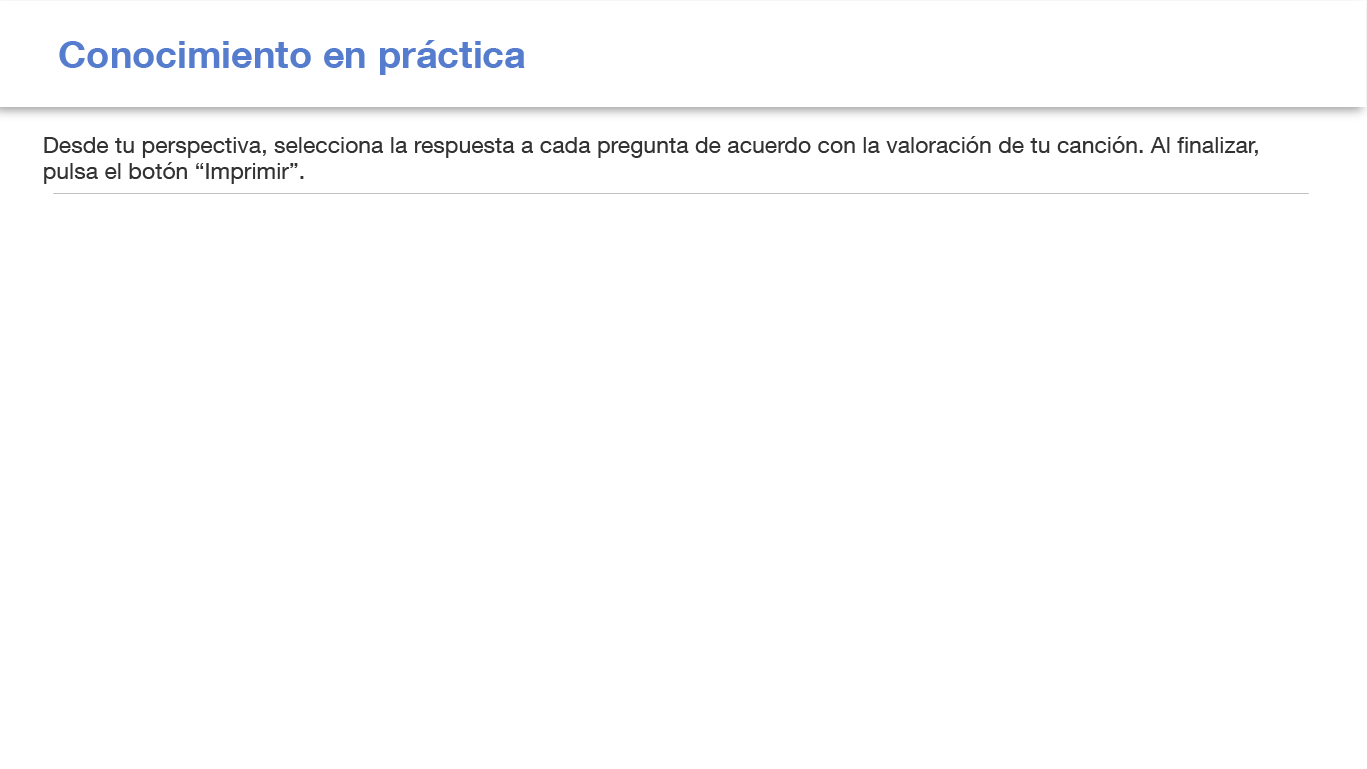 Conocimiento en práctica
Desde tu perspectiva, selecciona la respuesta a cada pregunta de acuerdo con la valoración de tu canción. Al finalizar,
pulsa el botón “Imprimir”.